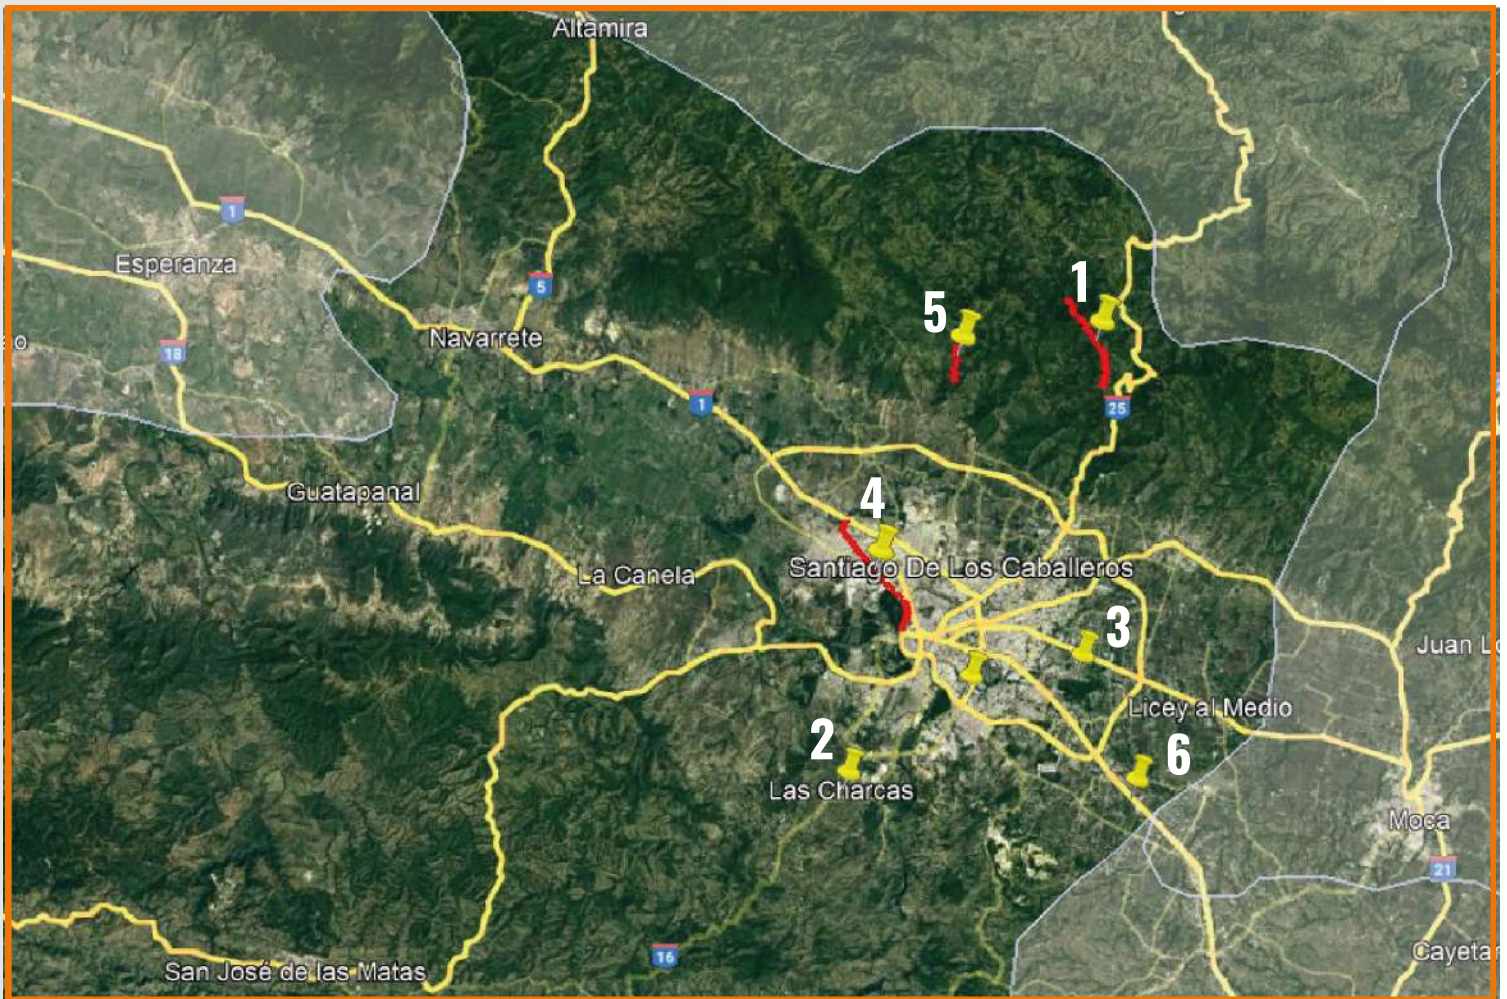 Altamira
1
Esperanza
5
1
5
Navarrete
o
18
1
25
4
Guatapanal
Santiago De Los Caballeros
La Canela
3
Juan L
Licey al Medio
2
6
Las Charcas
Moca
21
Cayeta
16
San José de las Matas